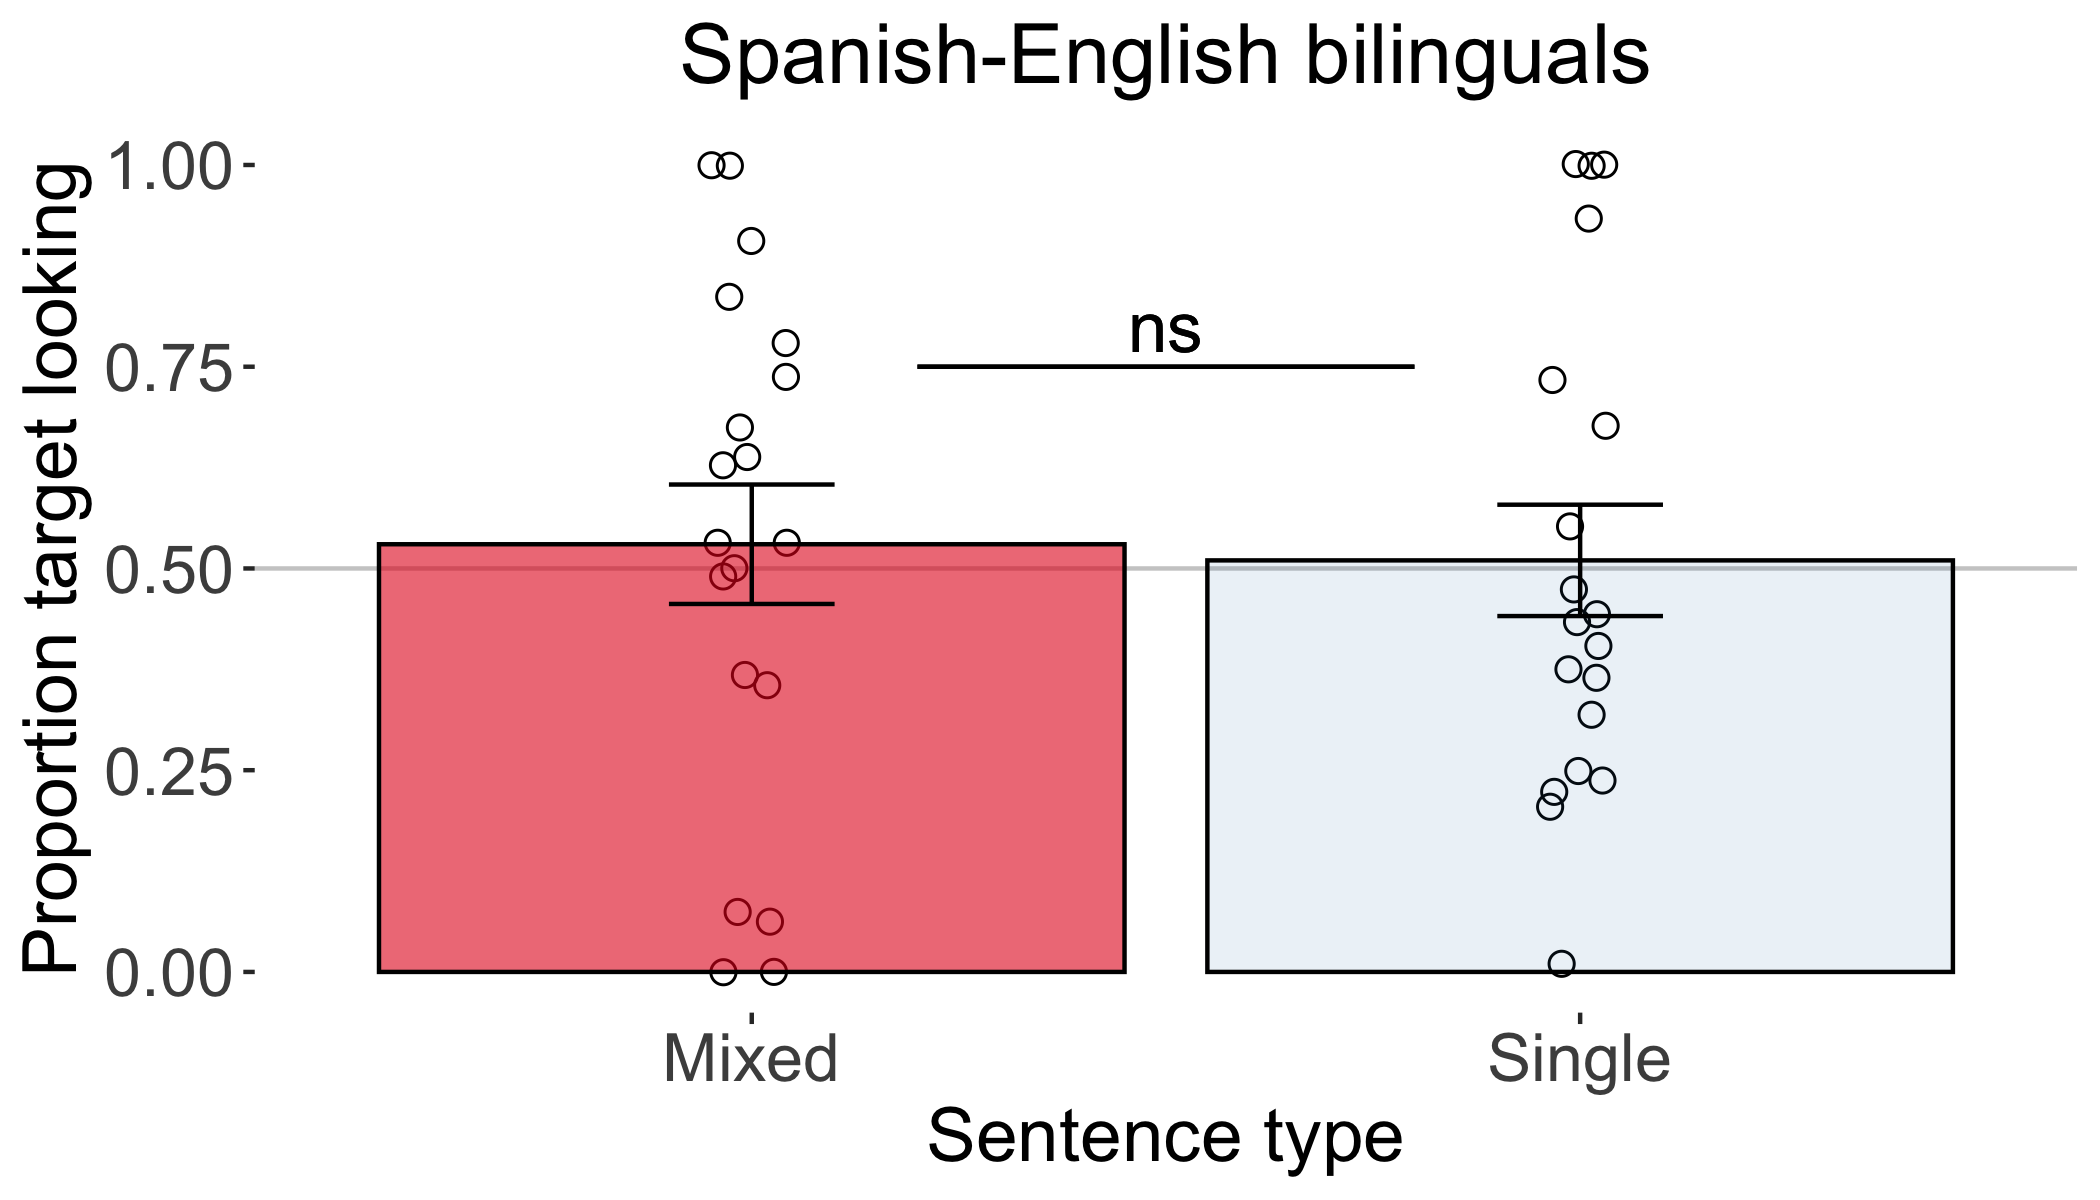 Spanish-English bilinguals
Proportion target looking
1.00
0.75
0.50
0.25
0.00
ns
Mixed
Single
Sentence type